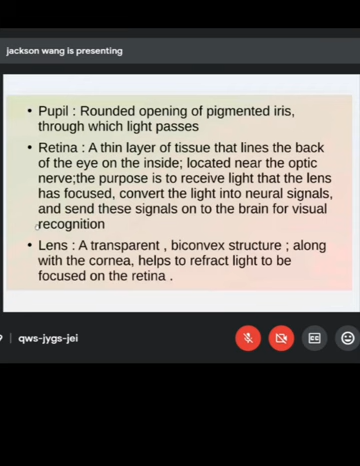 jackson wang is presenting
• Pupil : Rounded opening of pigmented iris,
through which light passes
• Retina : A thin layer of tissue that lines the back
of the eye on the inside; located near the optic
nerve;the purpose is to receive light that the lens
has focused, convert the light into neural signals,
and send these signals on to the brain for visual
recognition
• Lens : A transparent , biconvex structure ; along
with the cornea, helps to refract light to be
focused on the retina .
qws-jygs-jei
CC